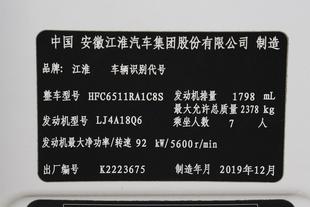 中国 安徽江淮汽车集团股份有限公司 制造
品牌: 江淮 车辆识别代号
整车型号 HFC6511RA1C8S 发动机排量 1798 mL
最大允许总质量 2378 kg
发动机型号 LJ4A18Q6 乘坐人数 7 人
发动机最大净功率/转速 92 kW/5600r/min
出厂编号 K2223675 制造年月 2019年12月